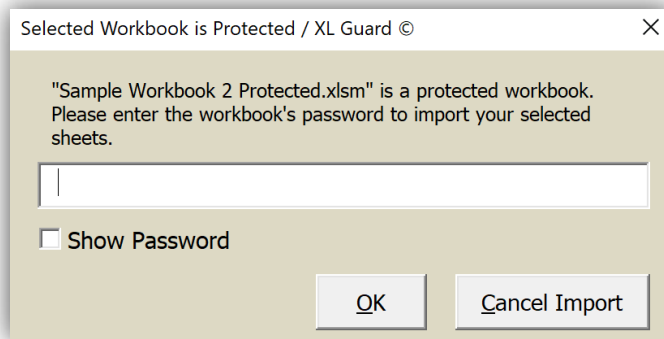 Selected Workbook is Protected / XL Guard ©
"Sample Workbook 2 Protected.xlsm" is a protected workbook.
Please enter the workbook's password to import your selected
sheets.
Show Password
OK
Cancel Import